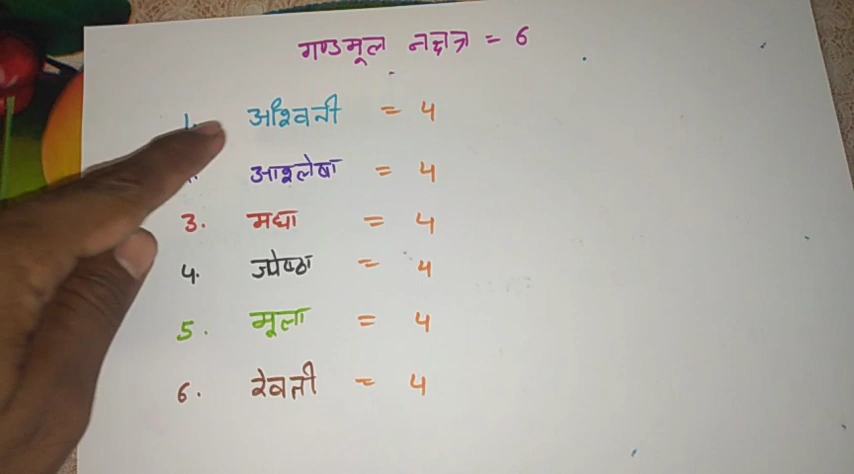 गण्डमूल नक्षत्र = 6
1. अश्विनी = 4
आश्लेषा = 4
3. मघा = 4
4. ज्येष्ठा = 4
5. मूला = 4
6. रेवती = 4